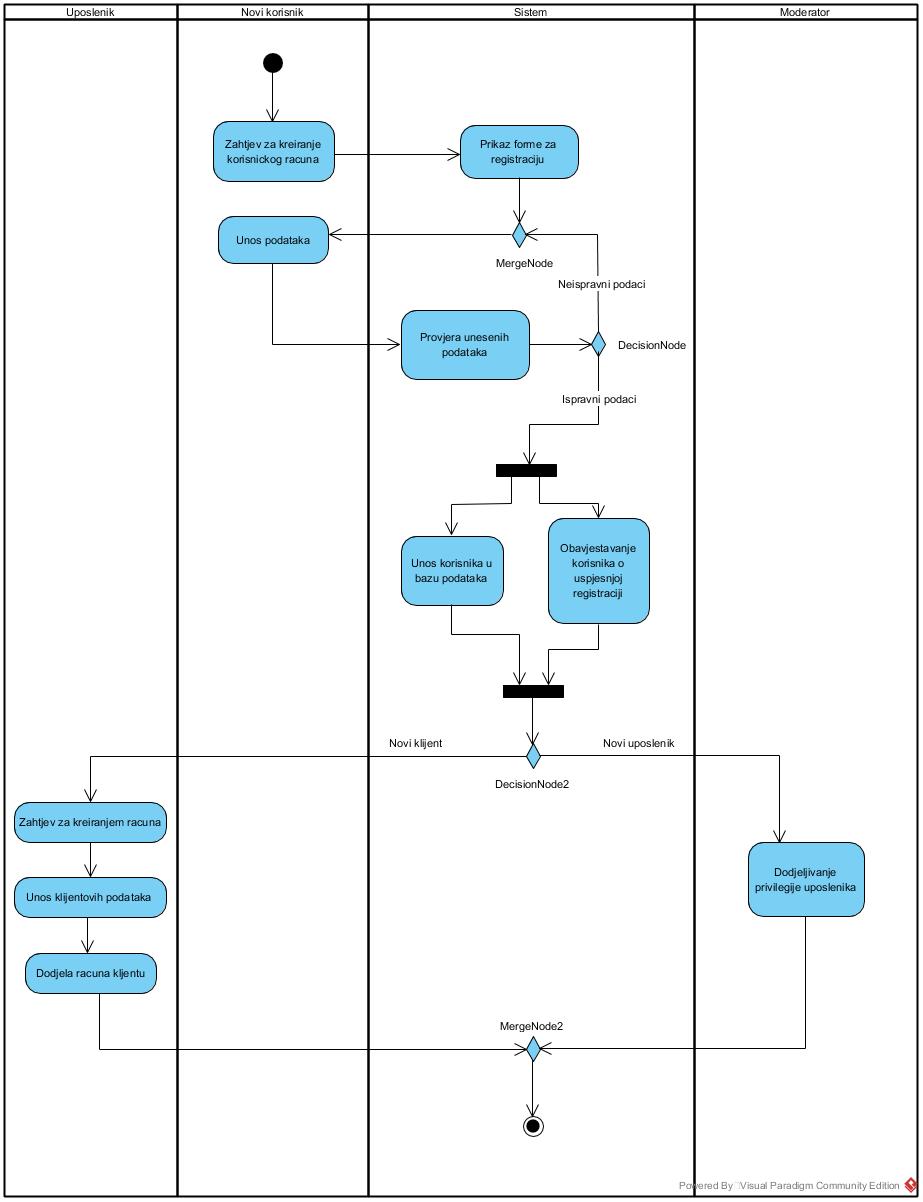 Uposlenik
Novi korisnik
Sistem
Moderator
Zahtjev za kreiranje
korisnickog racuna
Prikaz forme za
registraciju
Unos podataka
MergeNode
Neispravni podaci
Provjera unesenih
podataka
DecisionNode
Ispravni podaci
Unos korisnika u
bazu podataka
Obavjestavanje
korisnika o
uspjesnjoj
registraciji
Novi klijent
Novi uposlenik
DecisionNode2
Zahtjev za kreiranjem racuna
Unos klijentovih podataka
Dodjela racuna kljentu
Dodjeljivanje
privilegije uposlenika
MergeNode2
Powered By Visual Paradigm Community Edition